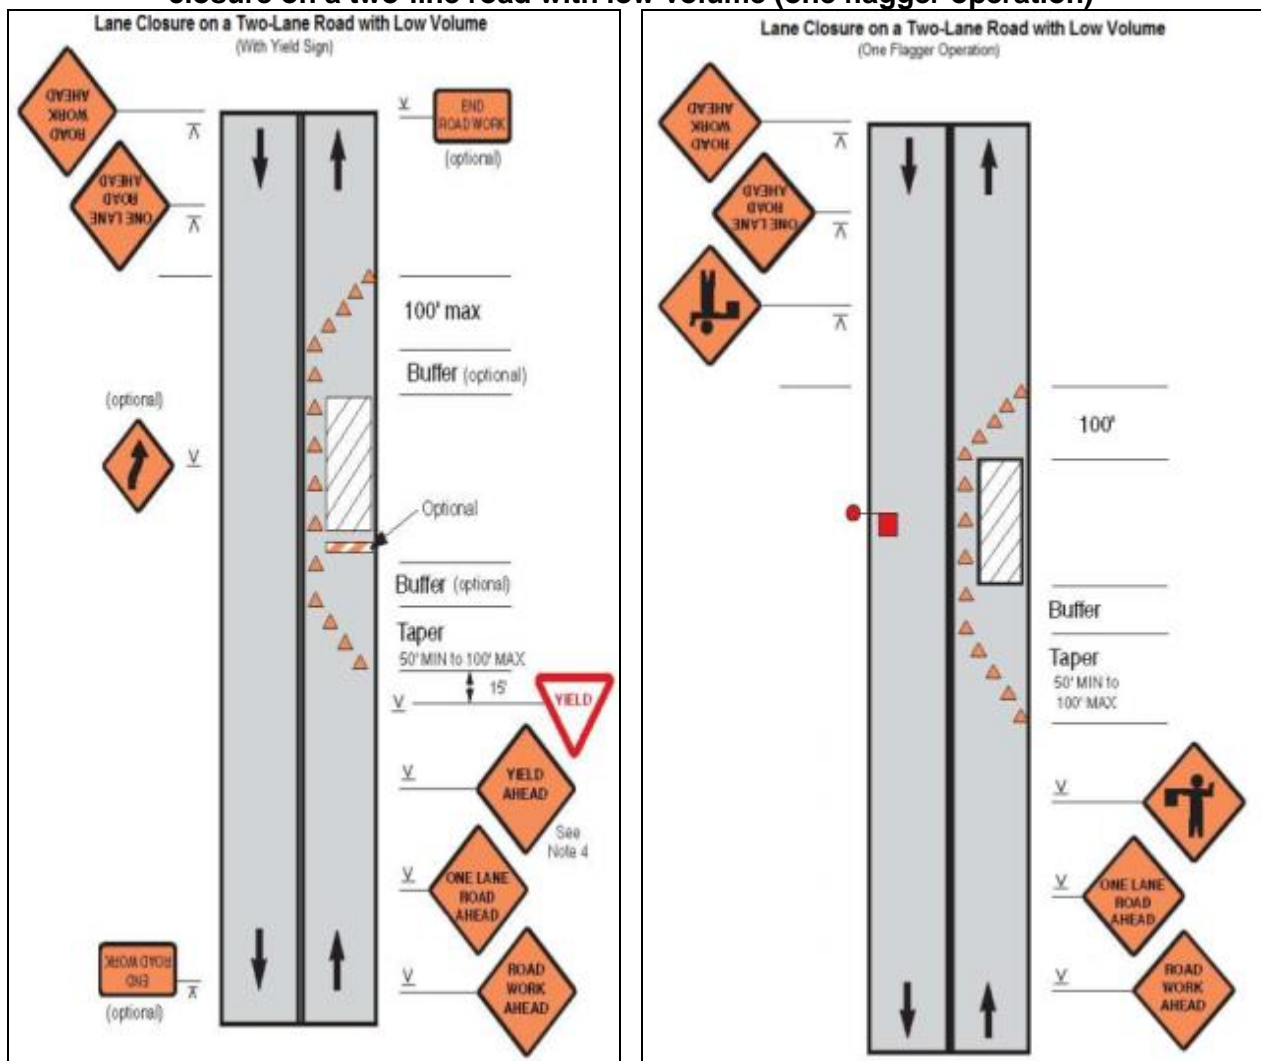 closure on a two-line road with low volume (one flagger operation)
Lane Closure on a Two-Lane Road with Low Volume
(With Yield Sign)
ROAD
WORK
AHEAD
ONE LANE
ROAD
AHEAD
END
ROAD WORK
(optional)
100' max
Buffer (optional)
(optional)
Optional
Buffer (optional)
Taper
50' MIN to 100' MAX
15'
YIELD
YIELD
AHEAD
See
Note 4
ONE LANE
ROAD
AHEAD
ROAD
WORK
AHEAD
END
ROAD WORK
(optional)
Lane Closure on a Two-Lane Road with Low Volume
(One Flagger Operation)
ROAD
WORK
AHEAD
ONE LANE
ROAD
AHEAD
100'
Buffer
Taper
50' MIN to
100' MAX
ONE LANE
ROAD
AHEAD
ROAD
WORK
AHEAD